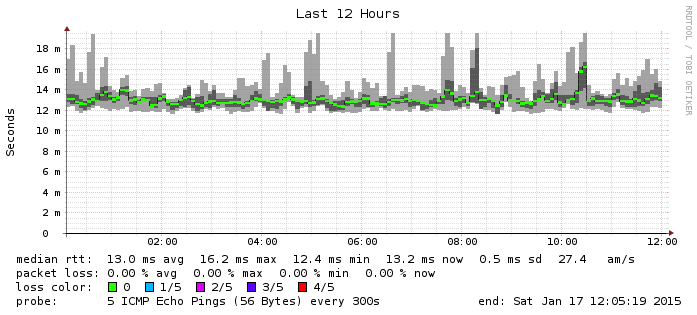 Last 12 Hours
RRDTOOL / TOBI OETIKER
Seconds
18 m
16 m
14 m
12 m
10 m
8 m
6 m
4 m
2 m
0
02:00 04:00 06:00 08:00 10:00 12:00
median rtt: 13.0 ms avg 16.2 ms max 12.4 ms min 13.2 ms now 0.5 ms sd 27.4 am/s
packet loss: 0.00 % avg 0.00 % max 0.00 % min 0.00 % now
loss color: 0 1/5 2/5 3/5 4/5
probe: 5 ICMP Echo Pings (56 Bytes) every 300s end: Sat Jan 17 12:05:19 2015